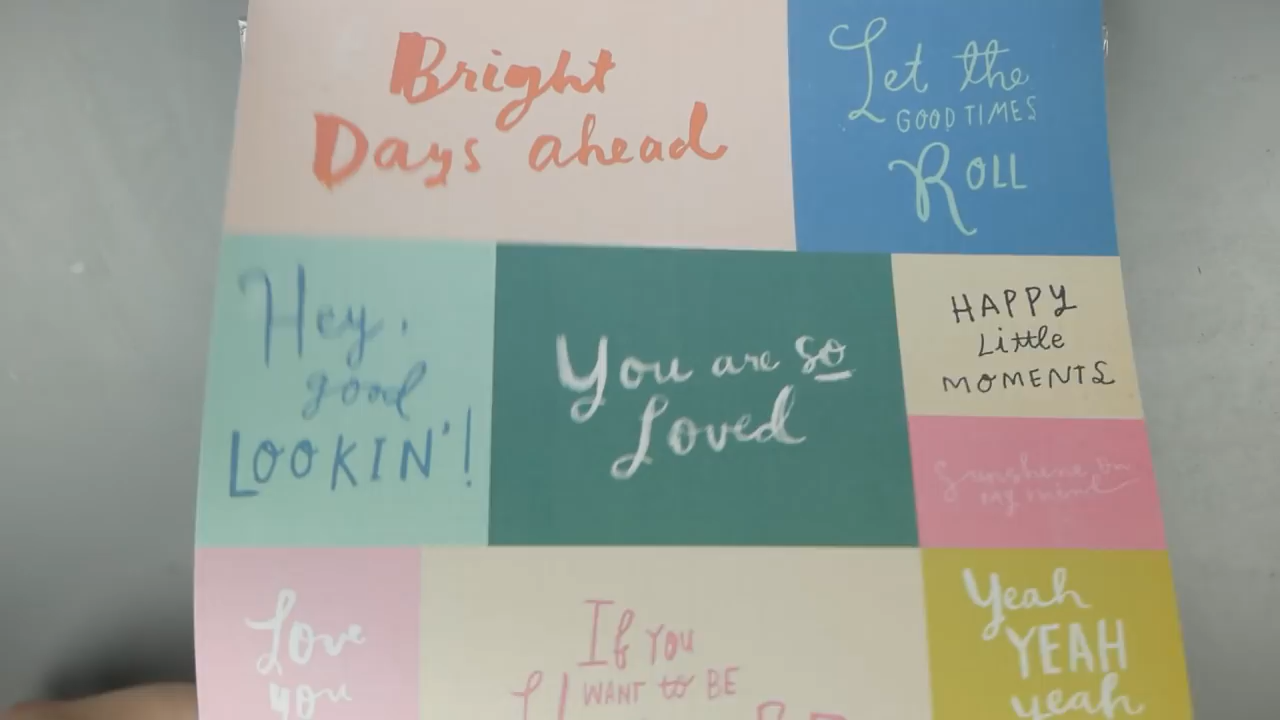 Bright
Days ahead
Let the
GOOD TIMES
ROLL
Hey,
good
LOOKIN'!
You are so
Loved
HAPPY
Little
MOMENTS
Sunshine on
my mind
Love
you
If you
WANT to BE
Yeah
YEAH
yeah